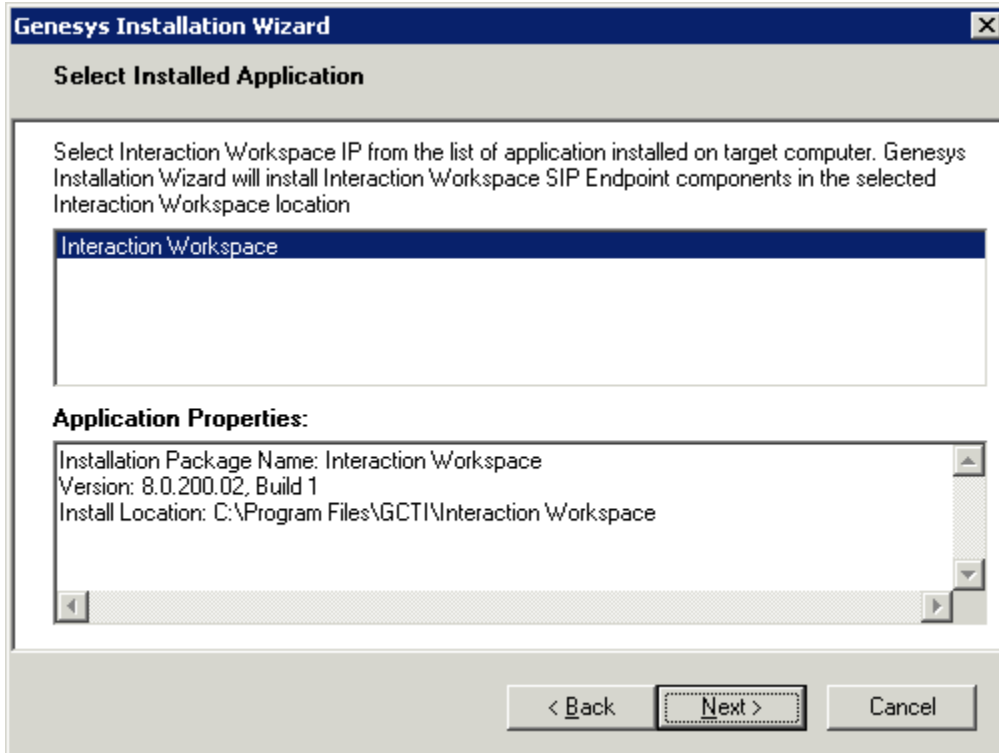 Genesys Installation Wizard
Select Installed Application
Select Interaction Workspace IP from the list of application installed on target computer. Genesys
Installation Wizard will install Interaction Workspace SIP Endpoint components in the selected
Interaction Workspace location
Interaction Workspace
Application Properties:
Installation Package Name: Interaction Workspace
Version: 8.0.200.02, Build 1
Install Location: C:\Program Files\GCTI\Interaction Workspace
< Back Next > Cancel